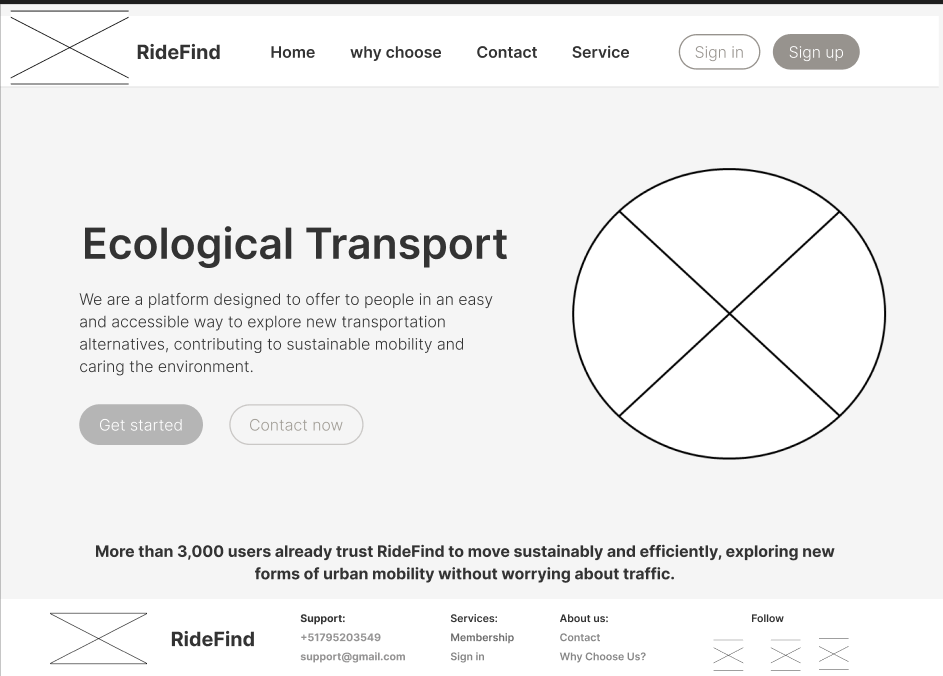 RideFind
Home why choose Contact Service Sign in Sign up
Ecological Transport
We are a platform designed to offer to people in an easy
and accessible way to explore new transportation
alternatives, contributing to sustainable mobility and
caring the environment.
Get started Contact now
More than 3,000 users already trust RideFind to move sustainably and efficiently, exploring new
forms of urban mobility without worrying about traffic.
RideFind
Support:
+51795203549
support@gmail.com
Services:
Membership
Sign in
About us:
Contact
Why Choose Us?
Follow